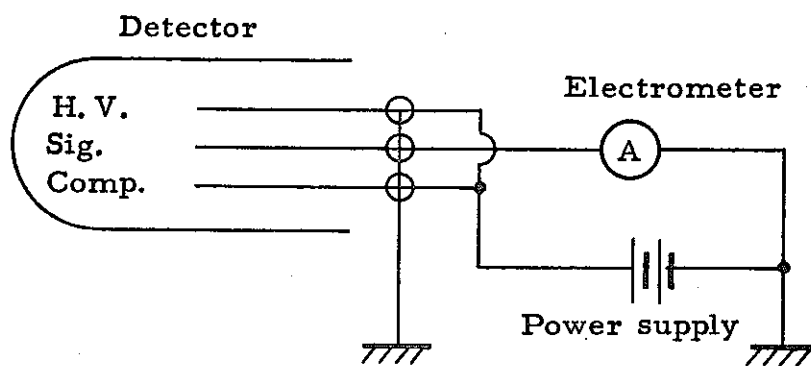 Detector
H. V.
Sig.
Comp.
Electrometer
A
Power supply